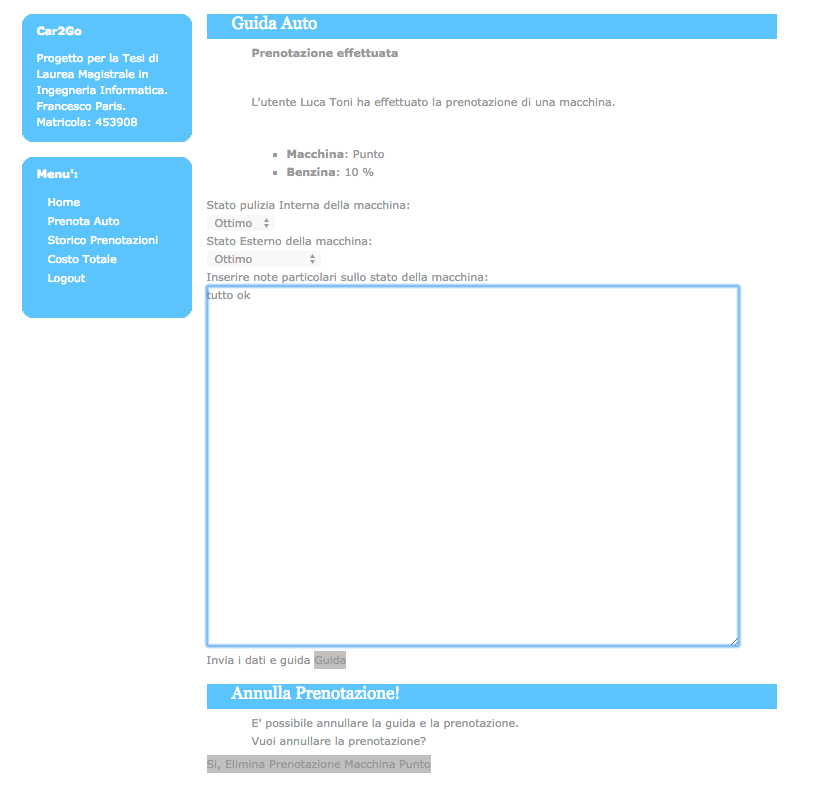 Car2Go
Progetto per la Tesi di
Laurea Magistrale in
Ingegneria Informatica.
Francesco Paris.
Matricola: 453908
Menu':
Home
Prenota Auto
Storico Prenotazioni
Costo Totale
Logout
Guida Auto
Prenotazione effettuata
L'utente Luca Toni ha effettuato la prenotazione di una macchina.
Macchina: Punto
Benzina: 10 %
Stato pulizia Interna della macchina:
Ottimo
Stato Esterno della macchina:
Ottimo
Inserire note particolari sullo stato della macchina:
tutto ok
Invia i dati e guida Guida
Annulla Prenotazione!
E' possibile annullare la guida e la prenotazione.
Vuoi annullare la prenotazione?
Si, Elimina Prenotazione Macchina Punto